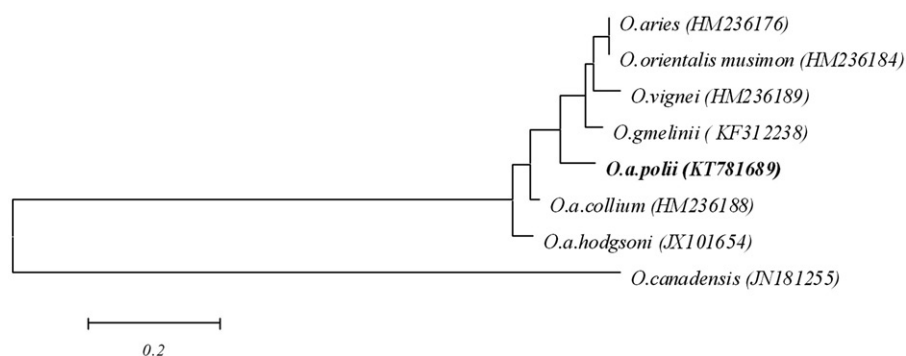 O.aries (HM236176)
O.orientalis musimon (HM236184)
O.vignei (HM236189)
O.gmelinii ( KF312238)
O.a.polii (KT781689)
O.a.collium (HM236188)
O.a.hodgsoni (JX101654)
O.canadensis (JN181255)
0.2